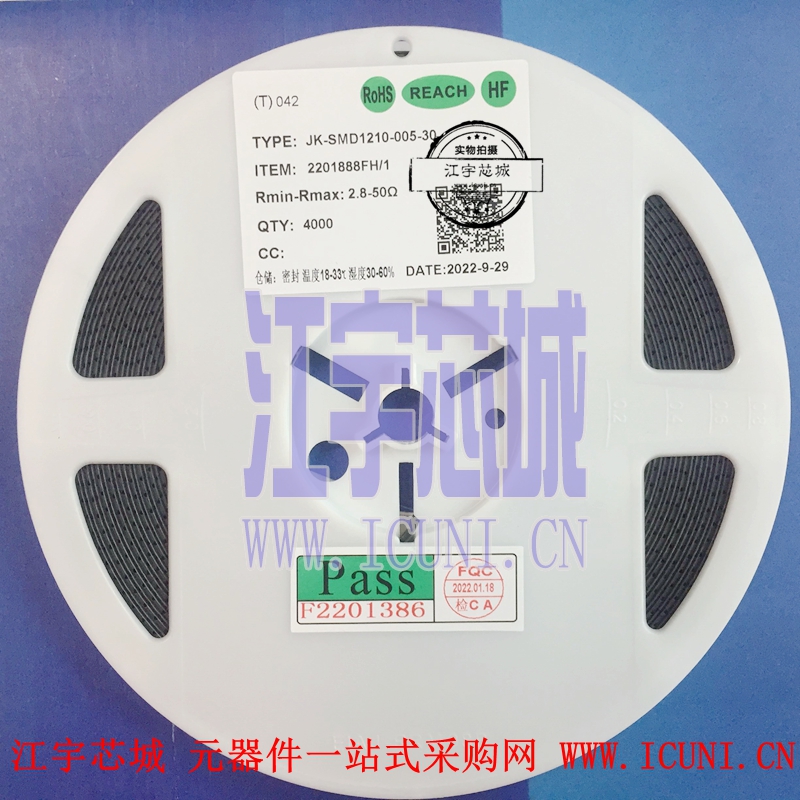 (T) 042
RoHS REACH HF
TYPE: JK-SMD1210-005-30
实物拍摄
江宇芯城
ITEM: 2201888FH/1
Rmin-Rmax: 2.8-50Ω
QTY: 4000
CC:
仓储: 密封 温度18-33℃ 湿度30-60% DATE:2022-9-29
江宇芯城
WWW.ICUNI.CN
Pass
F2201386
FQC
2022.01.18
检CA
江宇芯城 元器件一站式采购网 WWW.ICUNI.CN